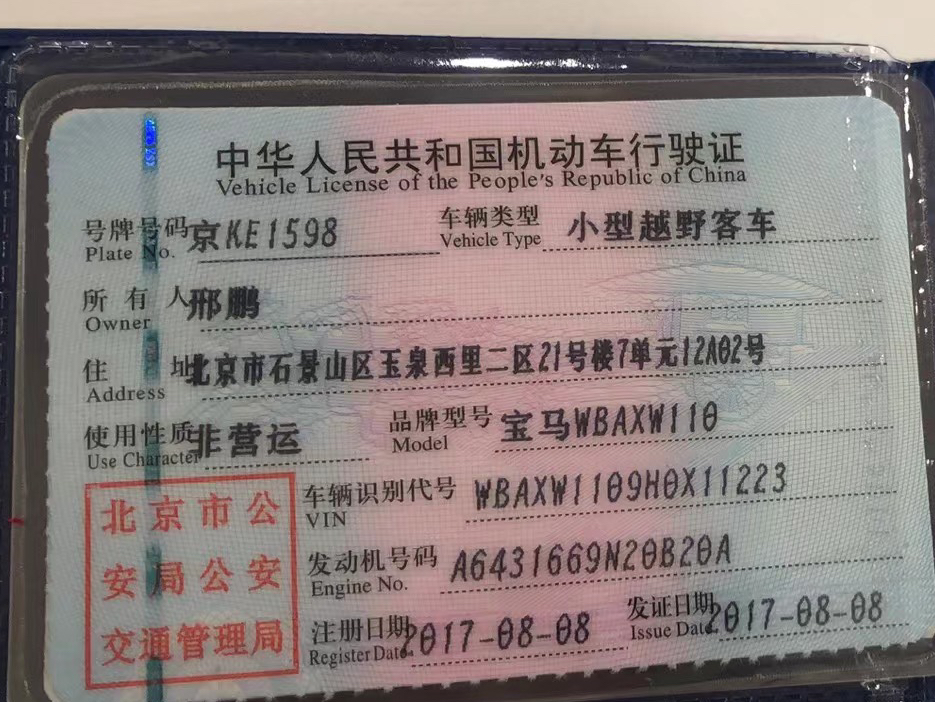 中华人民共和国机动车行驶证
Vehicle License of the People's Republic of China
号牌号码 京KE1598 车辆类型 小型越野客车
Plate No. Vehicle Type
所有人 邢鹏
Owner
住址 北京市石景山区玉泉西里二区21号楼7单元12A02号
Address
使用性质 非营运 品牌型号 宝马WBAXW110
Use Character Model
北京市公
安局公安
交通管理局
车辆识别代号 WBAXW1109H0X11223
VIN
发动机号码 A6431669N20B20A
Engine No.
注册日期 2017-08-08 发证日期 2017-08-08
Register Date Issue Date